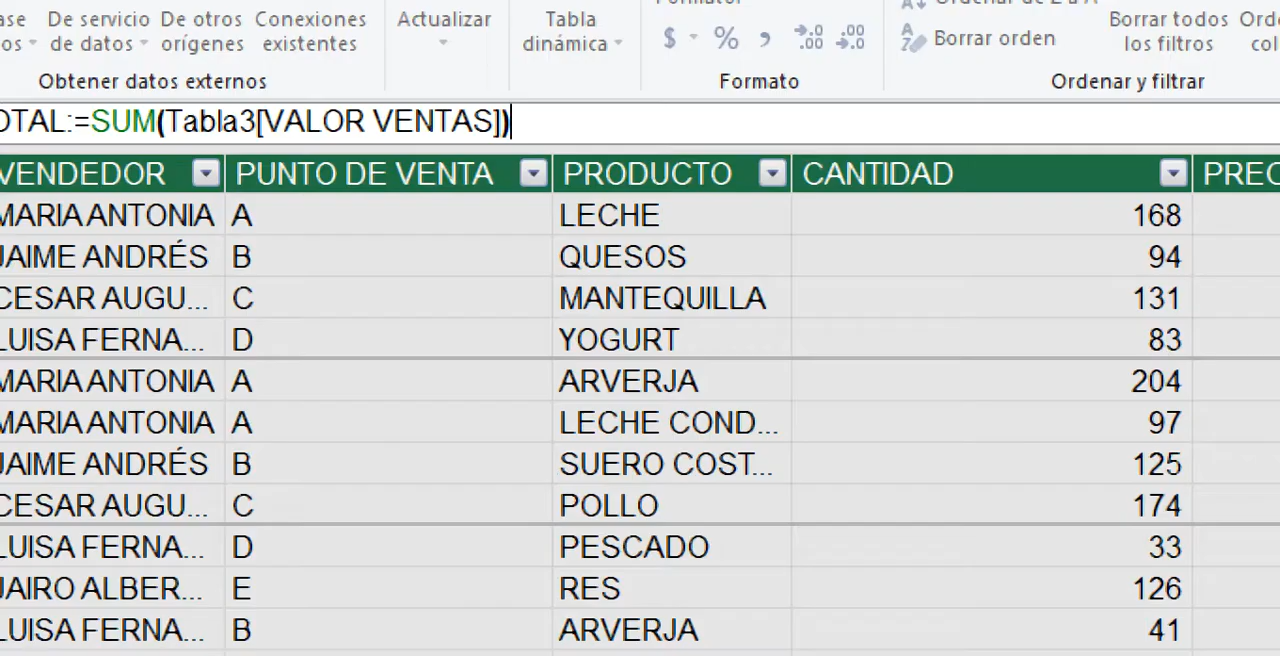 De servicio De otros Conexiones Actualizar Tabla Borrar todos
de datos orígenes existentes dinámica $ % Borrar orden los filtros
Obtener datos externos Formato Ordenar y filtrar
OTAL:=SUM(Tabla3[VALOR VENTAS])
VENDEDOR PUNTO DE VENTA PRODUCTO CANTIDAD PREC
MARIA ANTONIA A LECHE 168
JAIME ANDRÉS B QUESOS 94
CESAR AUGU... C MANTEQUILLA 131
LUISA FERNA... D YOGURT 83
MARIA ANTONIA A ARVERJA 204
MARIA ANTONIA A LECHE COND... 97
JAIME ANDRÉS B SUERO COST... 125
CESAR AUGU... C POLLO 174
LUISA FERNA... D PESCADO 33
JAIRO ALBER... E RES 126
LUISA FERNA... B ARVERJA 41